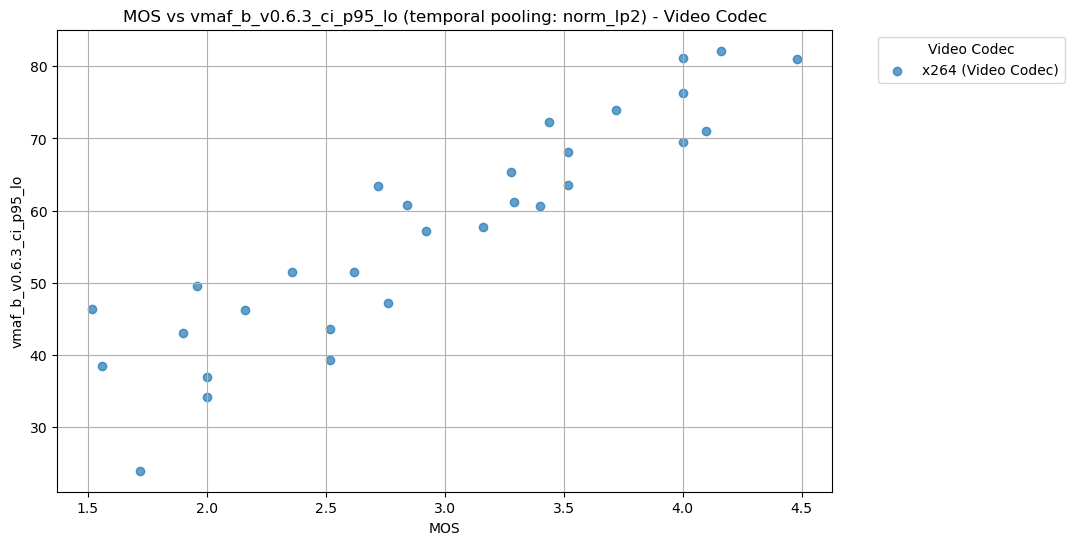 MOS vs vmaf_b_v0.6.3_ci_p95_lo (temporal pooling: norm_lp2) - Video Codec
Video Codec
x264 (Video Codec)
vmaf_b_v0.6.3_ci_p95_lo
80
70
60
50
40
30
1.5 2.0 2.5 3.0 3.5 4.0 4.5
MOS